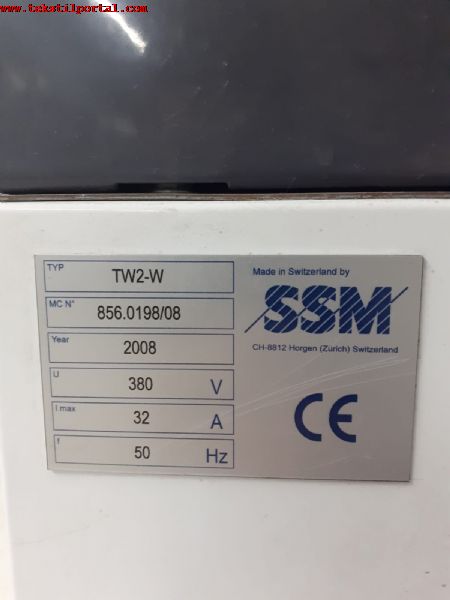 www.tekstilportal.com
TYP TW2-W
MC N° 856.0198/08
Year 2008
U 380 V
I.max 32 A
f 50 Hz
Made in Switzerland by
SSM
CH-8812 Horgen (Zurich) Switzerland
CE